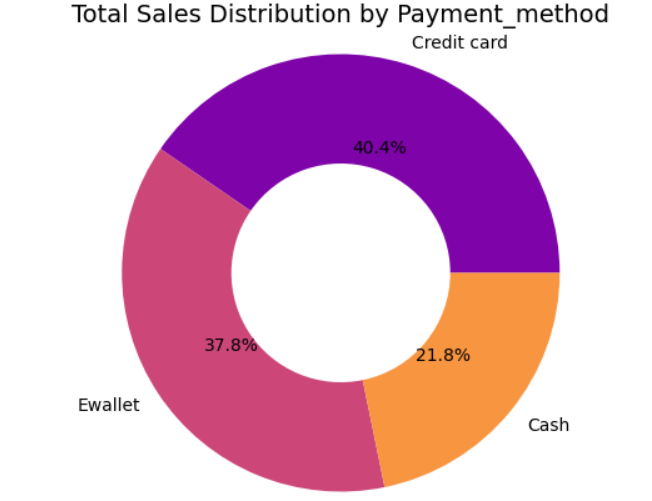 Total Sales Distribution by Payment_method
Credit card
40.4%
37.8%
21.8%
Ewallet
Cash